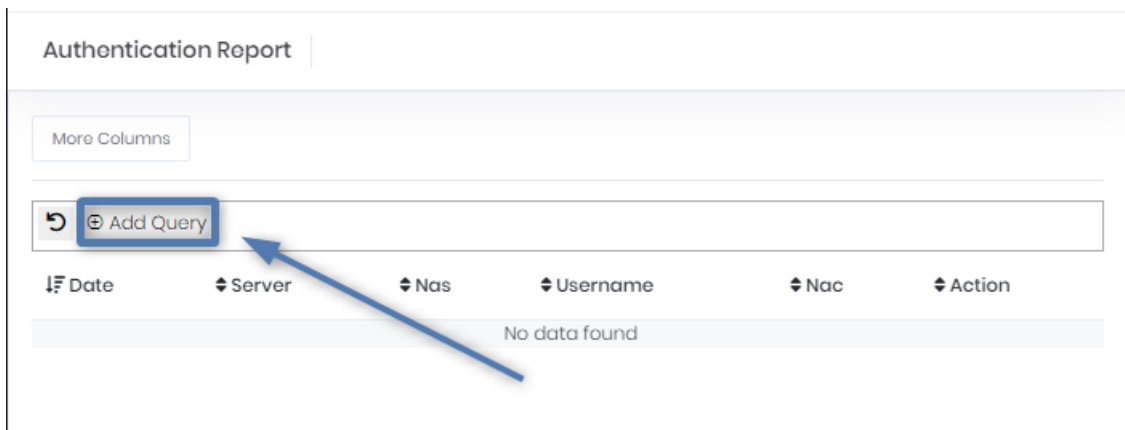 Authentication Report
More Columns
Add Query
Date Server Nas Username Nac Action
No data found